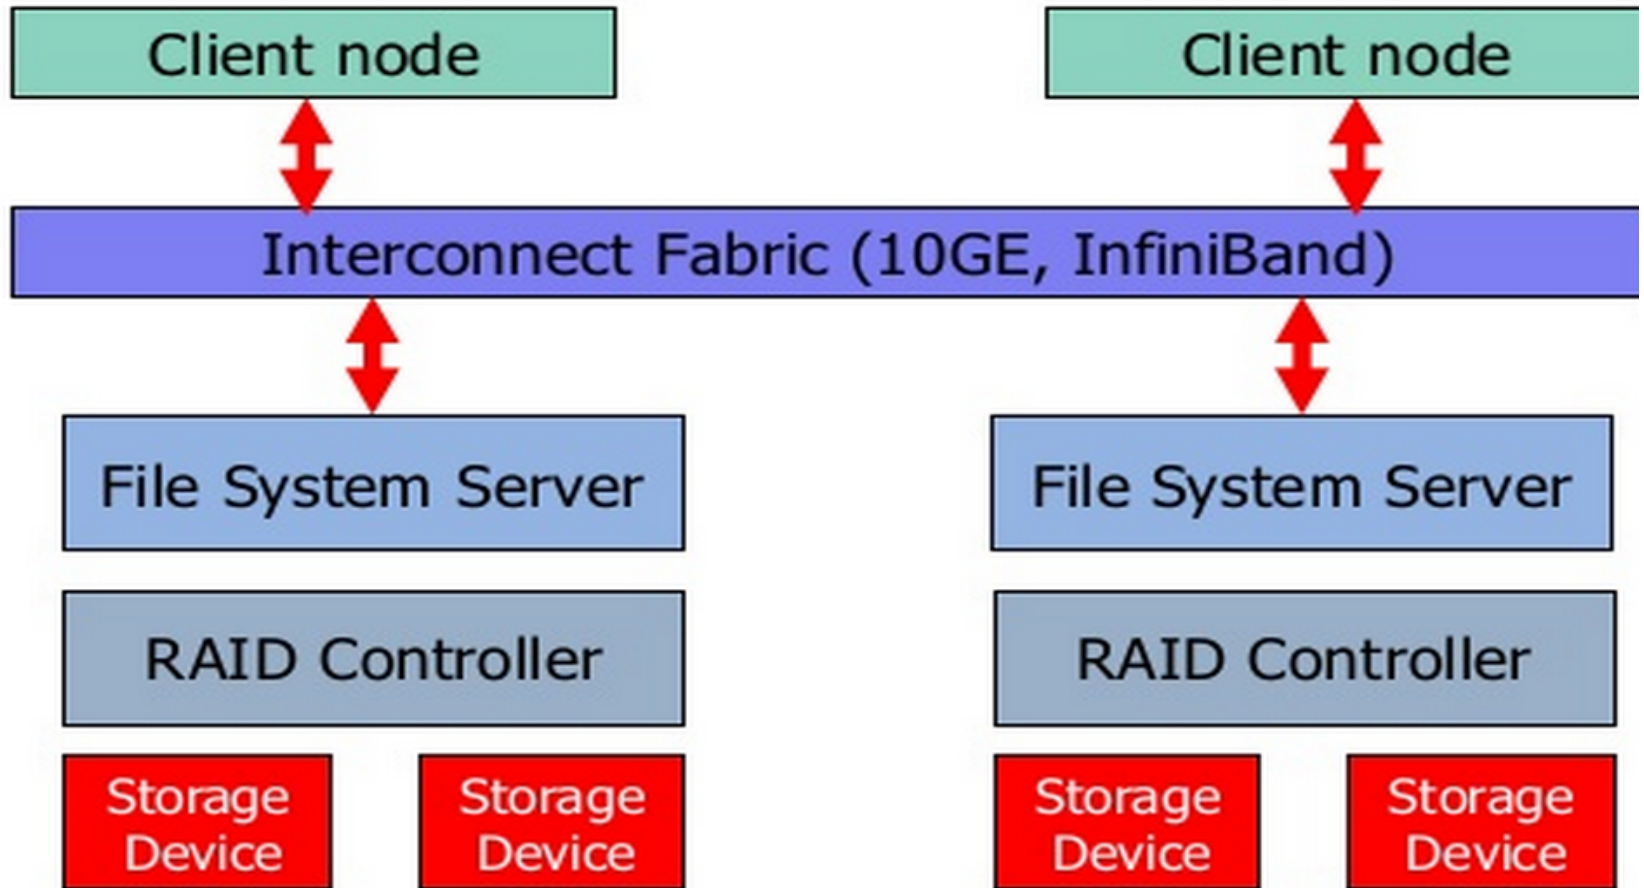 Client node
Client node
Interconnect Fabric (10GE, InfiniBand)
File System Server
File System Server
RAID Controller
RAID Controller
Storage
Device
Storage
Device
Storage
Device
Storage
Device